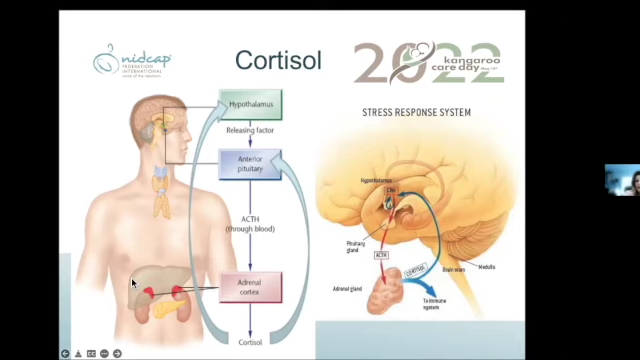 nidcap
FEDERATION
INTERNATIONAL
Cortisol
2022
kangaroo
care day
Hypothalamus
Releasing factor
Anterior
pituitary
ACTH
(through blood)
Adrenal
cortex
Cortisol
STRESS RESPONSE SYSTEM
Hypothalamus
CRH
Pituitary
gland
ACTH
CORTISOL
Brain stem
Medulla
Adrenal gland
To immune
system